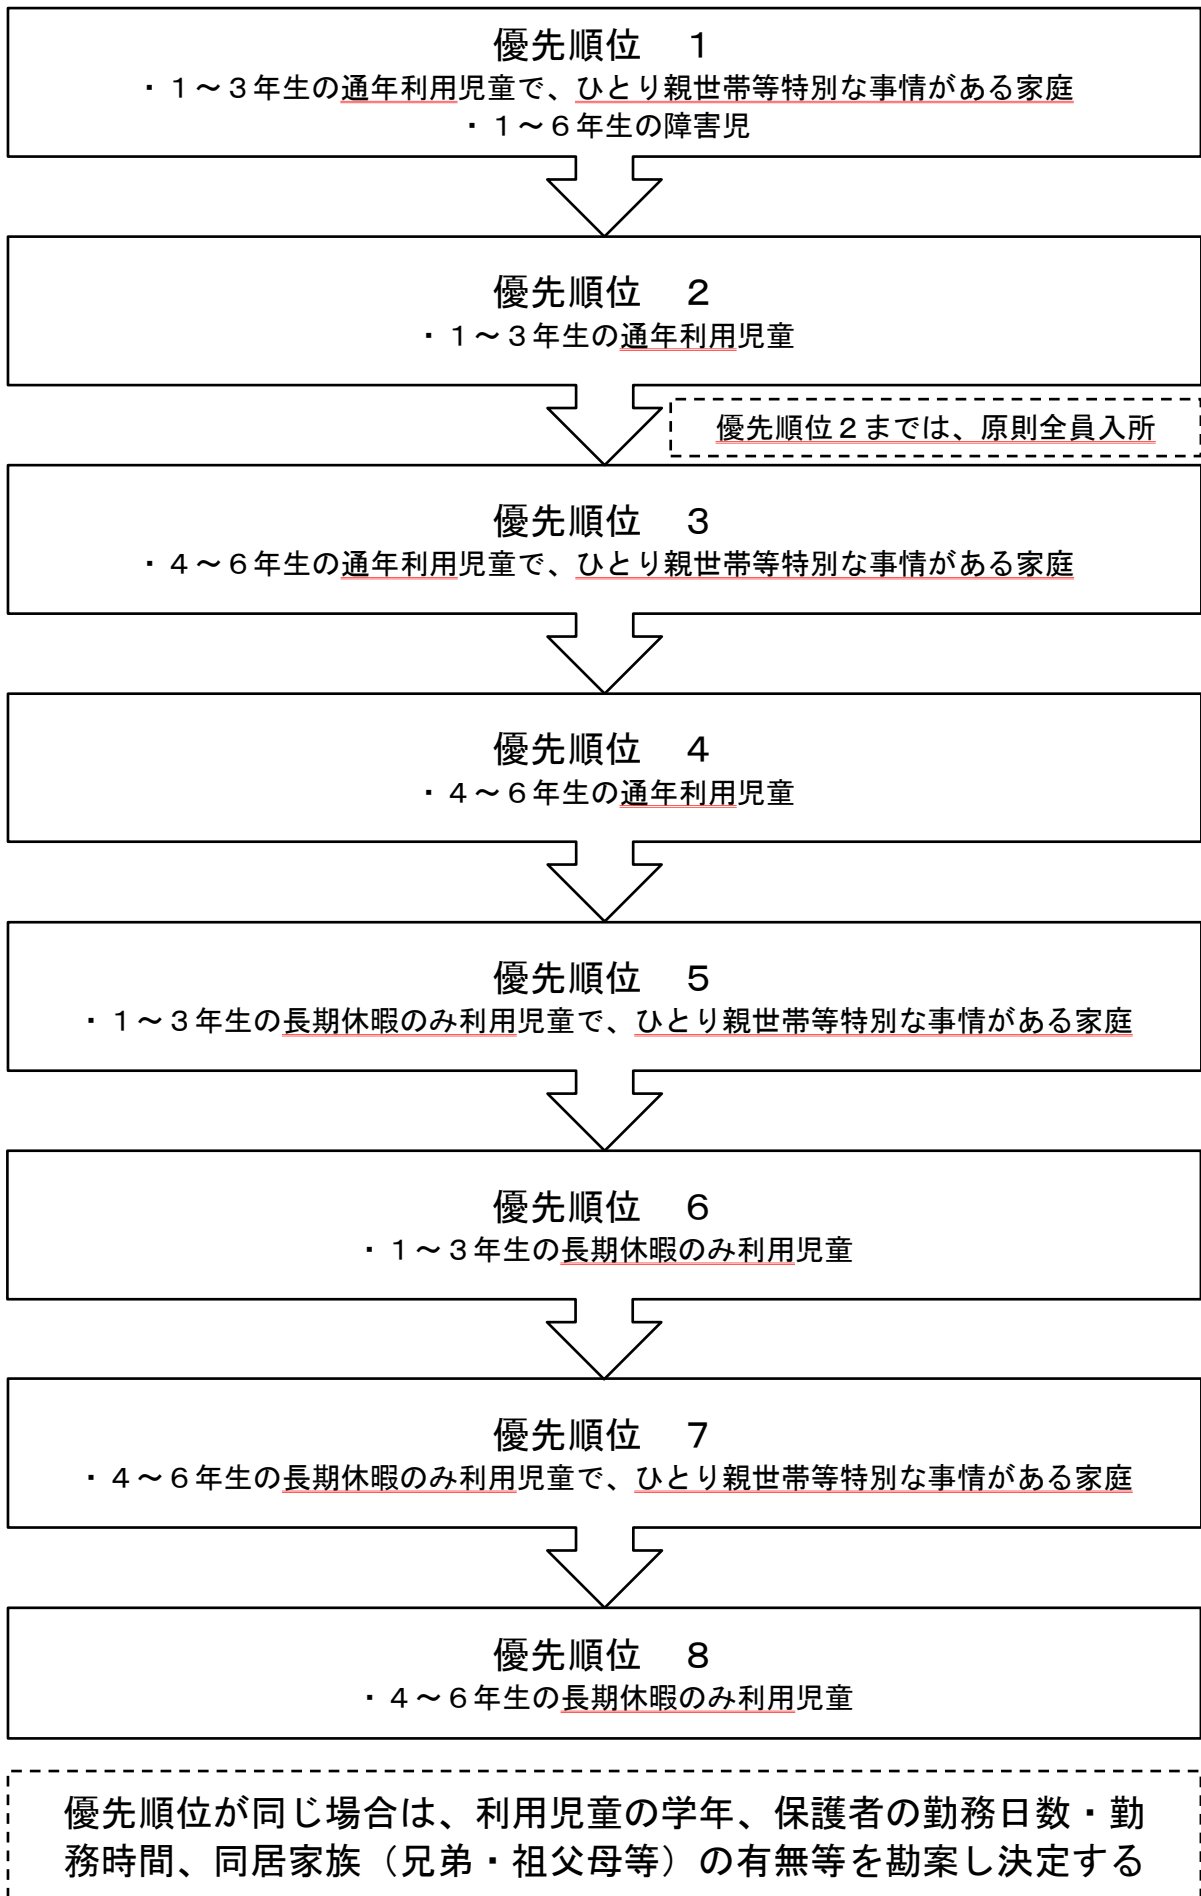 優先順位　１
・１～３年生の通年利用児童で、ひとり親世帯等特別な事情がある家庭
・１～６年生の障害児
優先順位　２
・１～３年生の通年利用児童
優先順位２までは、原則全員入所
優先順位　３
・４～６年生の通年利用児童で、ひとり親世帯等特別な事情がある家庭
優先順位　４
・４～６年生の通年利用児童
優先順位　５
・１～３年生の長期休暇のみ利用児童で、ひとり親世帯等特別な事情がある家庭
優先順位　６
・１～３年生の長期休暇のみ利用児童
優先順位　７
・４～６年生の長期休暇のみ利用児童で、ひとり親世帯等特別な事情がある家庭
優先順位　８
・４～６年生の長期休暇のみ利用児童
優先順位が同じ場合は、利用児童の学年、保護者の勤務日数・勤
務時間、同居家族（兄弟・祖父母等）の有無等を勘案し決定する